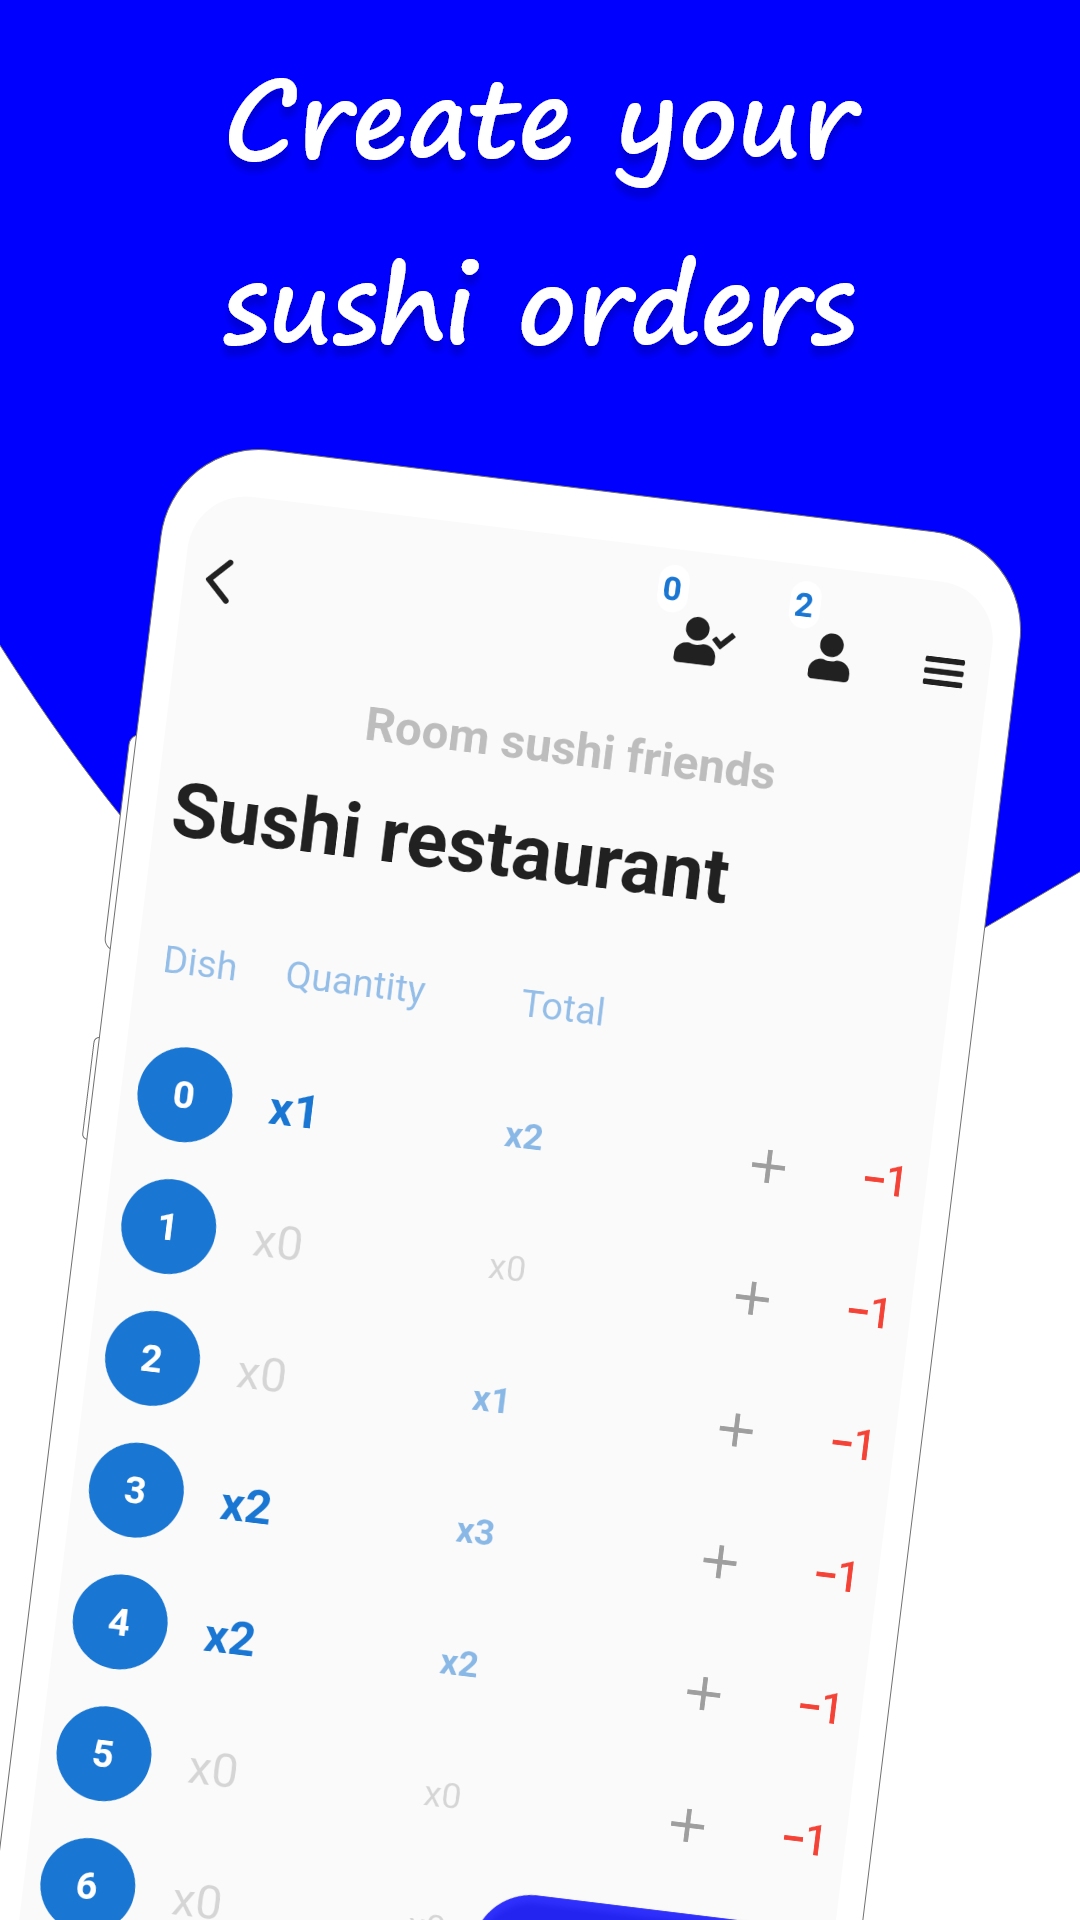 Create your
sushi orders
0 2
Room sushi friends
Sushi restaurant
Dish Quantity Total
0 x1 x2 + -1
1 x0 x0 + -1
2 x0 x1 + -1
3 x2 x3 + -1
4 x2 x2 + -1
5 x0 x0 + -1
6 x0